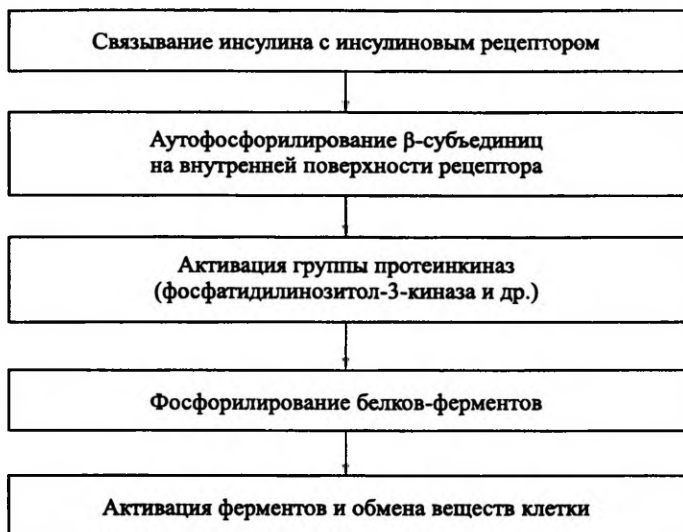 Связывание инсулина с инсулиновым рецептором
Аутофосфорилирование β-субъединиц
на внутренней поверхности рецептора
Активация группы протеинкиназ
(фосфатидилинозитол-3-киназа и др.)
Фосфорилирование белков-ферментов
Активация ферментов и обмена веществ клетки